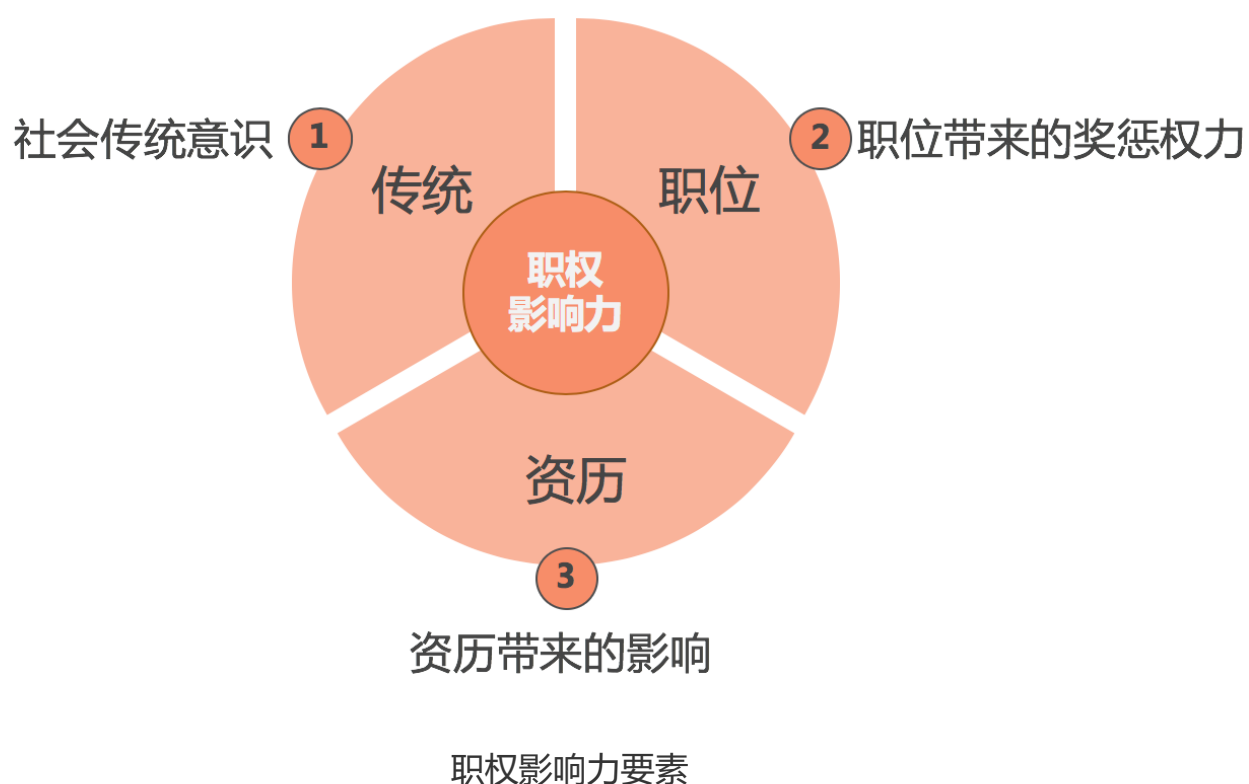 社会传统意识
1
传统
2
职位带来的奖惩权力
职位
职权
影响力
资历
3
资历带来的影响
职权影响力要素